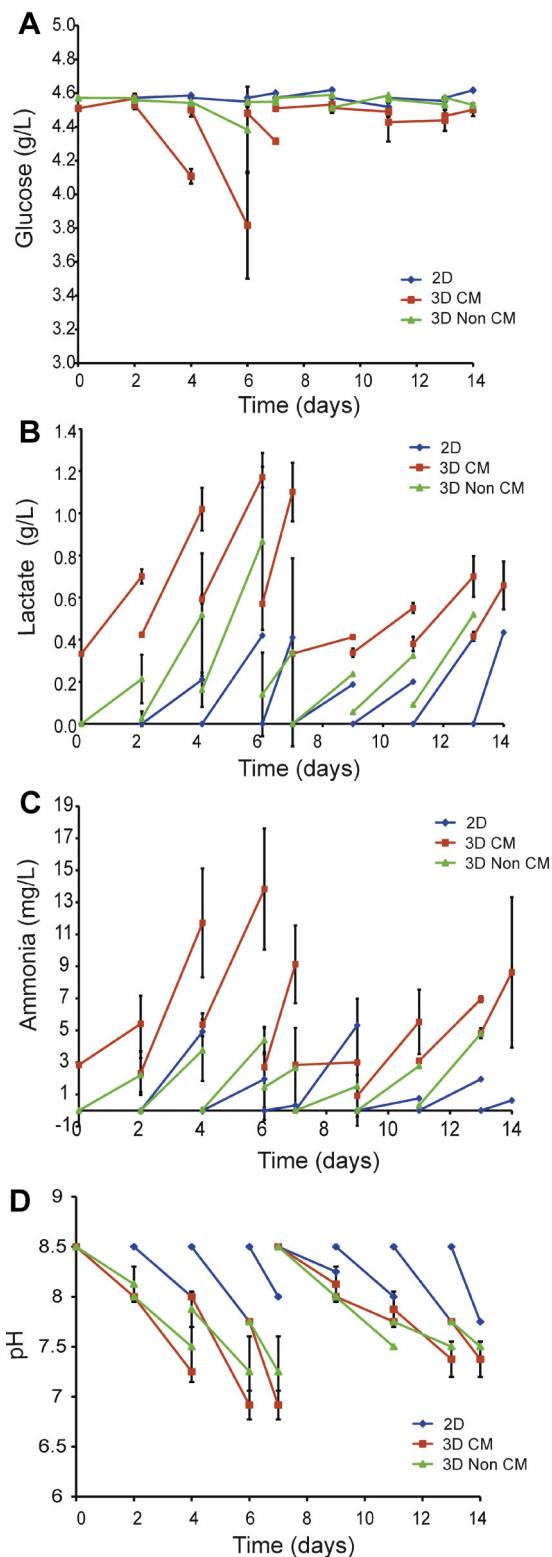 A
Glucose (g/L)
5.0
4.8
4.6
4.4
4.2
4.0
3.8
3.6
3.4
3.2
3.0
2D
3D CM
3D Non CM
0 2 4 6 8 10 12 14
Time (days)
B
Lactate (g/L)
1.4
1.2
1.0
0.8
0.6
0.4
0.2
0.0
2D
3D CM
3D Non CM
0 2 4 6 8 10 12 14
Time (days)
C
Ammonia (mg/L)
19
17
15
13
11
9
7
5
3
1
-1
2D
3D CM
3D Non CM
0 2 4 6 8 10 12 14
Time (days)
D
pH
9
8.5
8
7.5
7
6.5
6
2D
3D CM
3D Non CM
0 2 4 6 8 10 12 14
Time (days)